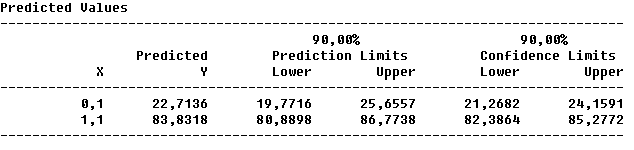 Predicted Values
90,00% 90,00%
Predicted Prediction Limits Confidence Limits
X Y Lower Upper Lower Upper
0,1 22,7136 19,7716 25,6557 21,2682 24,1591
1,1 83,8318 80,8898 86,7738 82,3864 85,2772